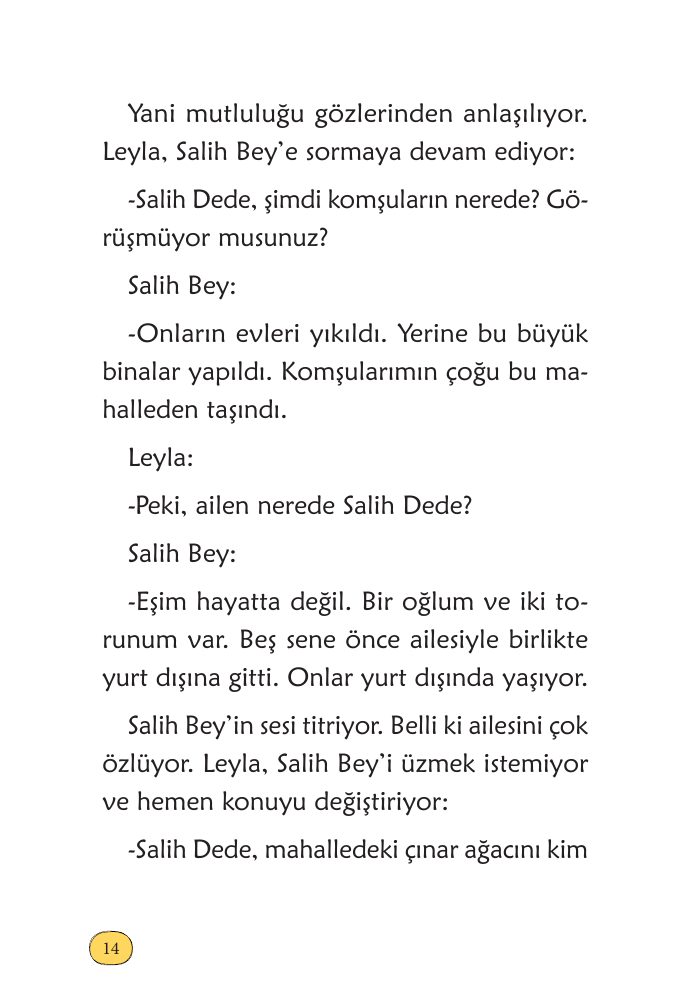 Yani mutluluğu gözlerinden anlaşılıyor.
Leyla, Salih Bey’e sormaya devam ediyor:
-Salih Dede, şimdi komşuların nerede? Gö-
rüşmüyor musunuz?
Salih Bey:
-Onların evleri yıkıldı. Yerine bu büyük
binalar yapıldı. Komşularımın çoğu bu ma-
halleden taşındı.
Leyla:
-Peki, ailen nerede Salih Dede?
Salih Bey:
-Eşim hayatta değil. Bir oğlum ve iki to-
runum var. Beş sene önce ailesiyle birlikte
yurt dışına gitti. Onlar yurt dışında yaşıyor.
Salih Bey’in sesi titriyor. Belli ki ailesini çok
özlüyor. Leyla, Salih Bey’i üzmek istemiyor
ve hemen konuyu değiştiriyor:
-Salih Dede, mahalledeki çınar ağacını kim
14